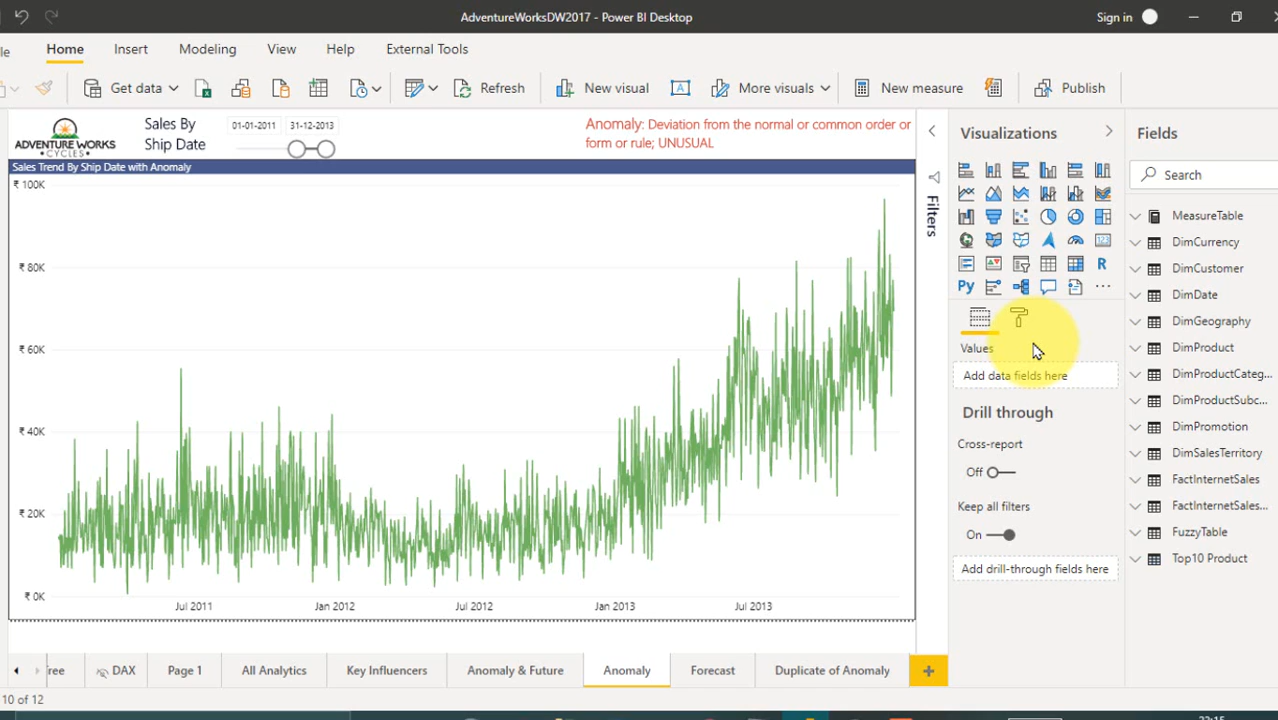 AdventureWorksDW2017 - Power BI Desktop
Sign in
Home
Insert
Modeling
View
Help
External Tools
Get data
Refresh
New visual
A
More visuals
New measure
Publish
ADVENTURE WORKS
CYCLES
Sales By
Ship Date
01-01-2011
31-12-2013
Anomaly: Deviation from the normal or common order or
form or rule; UNUSUAL
Sales Trend By Ship Date with Anomaly
₹ 100K
₹ 80K
₹ 60K
₹ 40K
₹ 20K
₹ 0K
Jul 2011
Jan 2012
Jul 2012
Jan 2013
Jul 2013
Filters
Visualizations
123
R
Py
Values
Add data fields here
Drill through
Cross-report
Off
Keep all filters
On
Add drill-through fields here
Fields
Search
MeasureTable
DimCurrency
DimCustomer
DimDate
DimGeography
DimProduct
DimProductCateg...
DimProductSubc...
DimPromotion
DimSalesTerritory
FactInternetSales
FactInternetSales...
FuzzyTable
Top10 Product
DAX
Page 1
All Analytics
Key Influencers
Anomaly & Future
Anomaly
Forecast
Duplicate of Anomaly
10 of 12